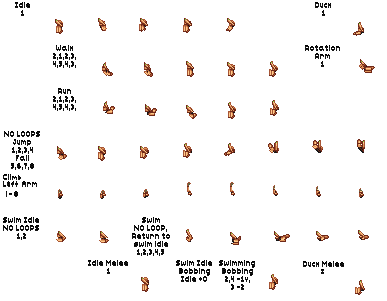 Idle
1
Duck
1
Walk
2,1,2,3,
4,5,4,3,
Rotation
Arm
1
Run
2,1,2,3,
4,5,4,3,
NO LOOPS
Jump
1,2,3,4
Fall
5,6,7,8
Climb
Left Arm
1-8
Swim Idle
NO LOOPS
1,2
Swim
NO LOOP,
Return to
swim idle
1,2,3,4,5
Swim Idle
Bobbing
Idle +0
Swimming
Bobbing
2,4 -14,
3 -2
Idle Melee
1
Duck Melee